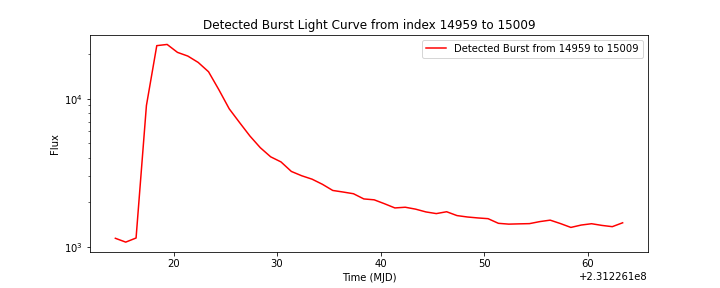 Detected Burst Light Curve from index 14959 to 15009
Detected Burst from 14959 to 15009
Flux
10⁴
10³
20 30 40 50 60
Time (MJD)
+2.312261e8